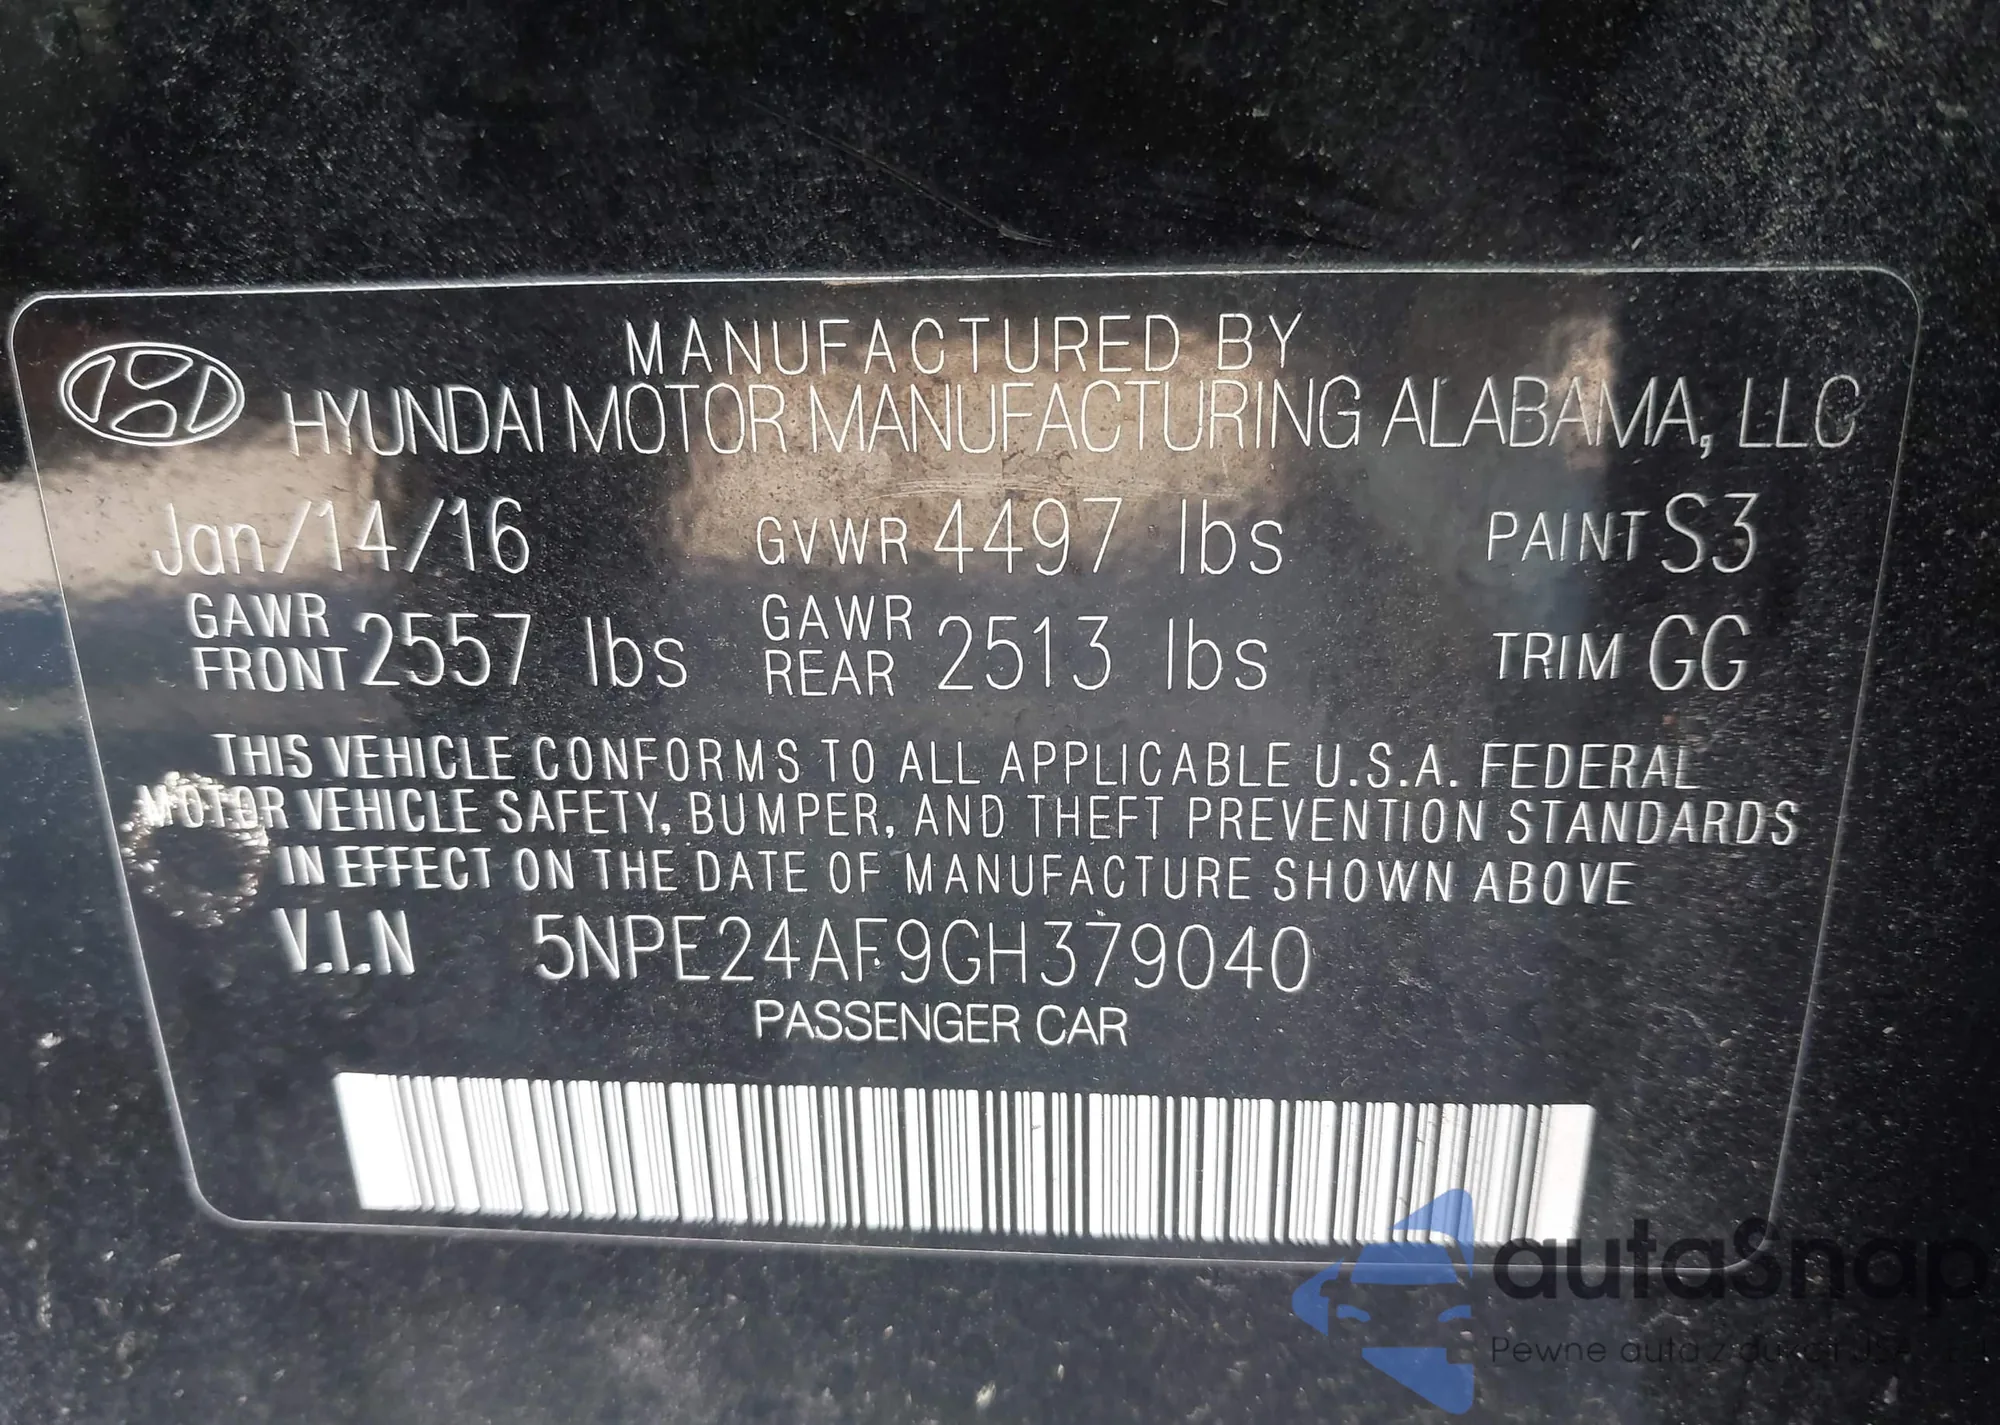 MANUFACTURED BY
HYUNDAI MOTOR MANUFACTURING ALABAMA, LLC
Jan/14/16 GVWR 4497 lbs PAINT S3
GAWR FRONT 2557 lbs GAWR REAR 2513 lbs TRIM GG
THIS VEHICLE CONFORMS TO ALL APPLICABLE U.S.A. FEDERAL
MOTOR VEHICLE SAFETY, BUMPER, AND THEFT PREVENTION STANDARDS
IN EFFECT ON THE DATE OF MANUFACTURE SHOWN ABOVE
V.I.N 5NPE24AF9GH379040
PASSENGER CAR
autaSnap
Pewne auta z